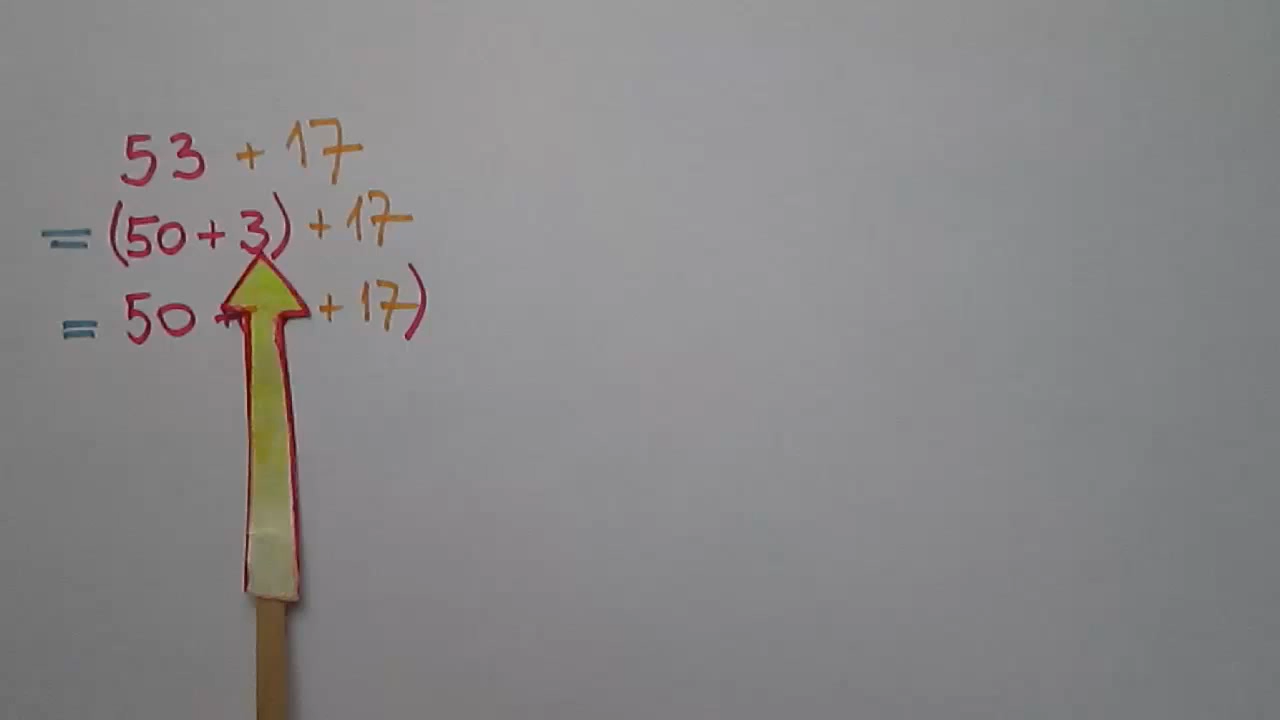 53 + 17
= (50 + 3) + 17
= 50 + + 17)